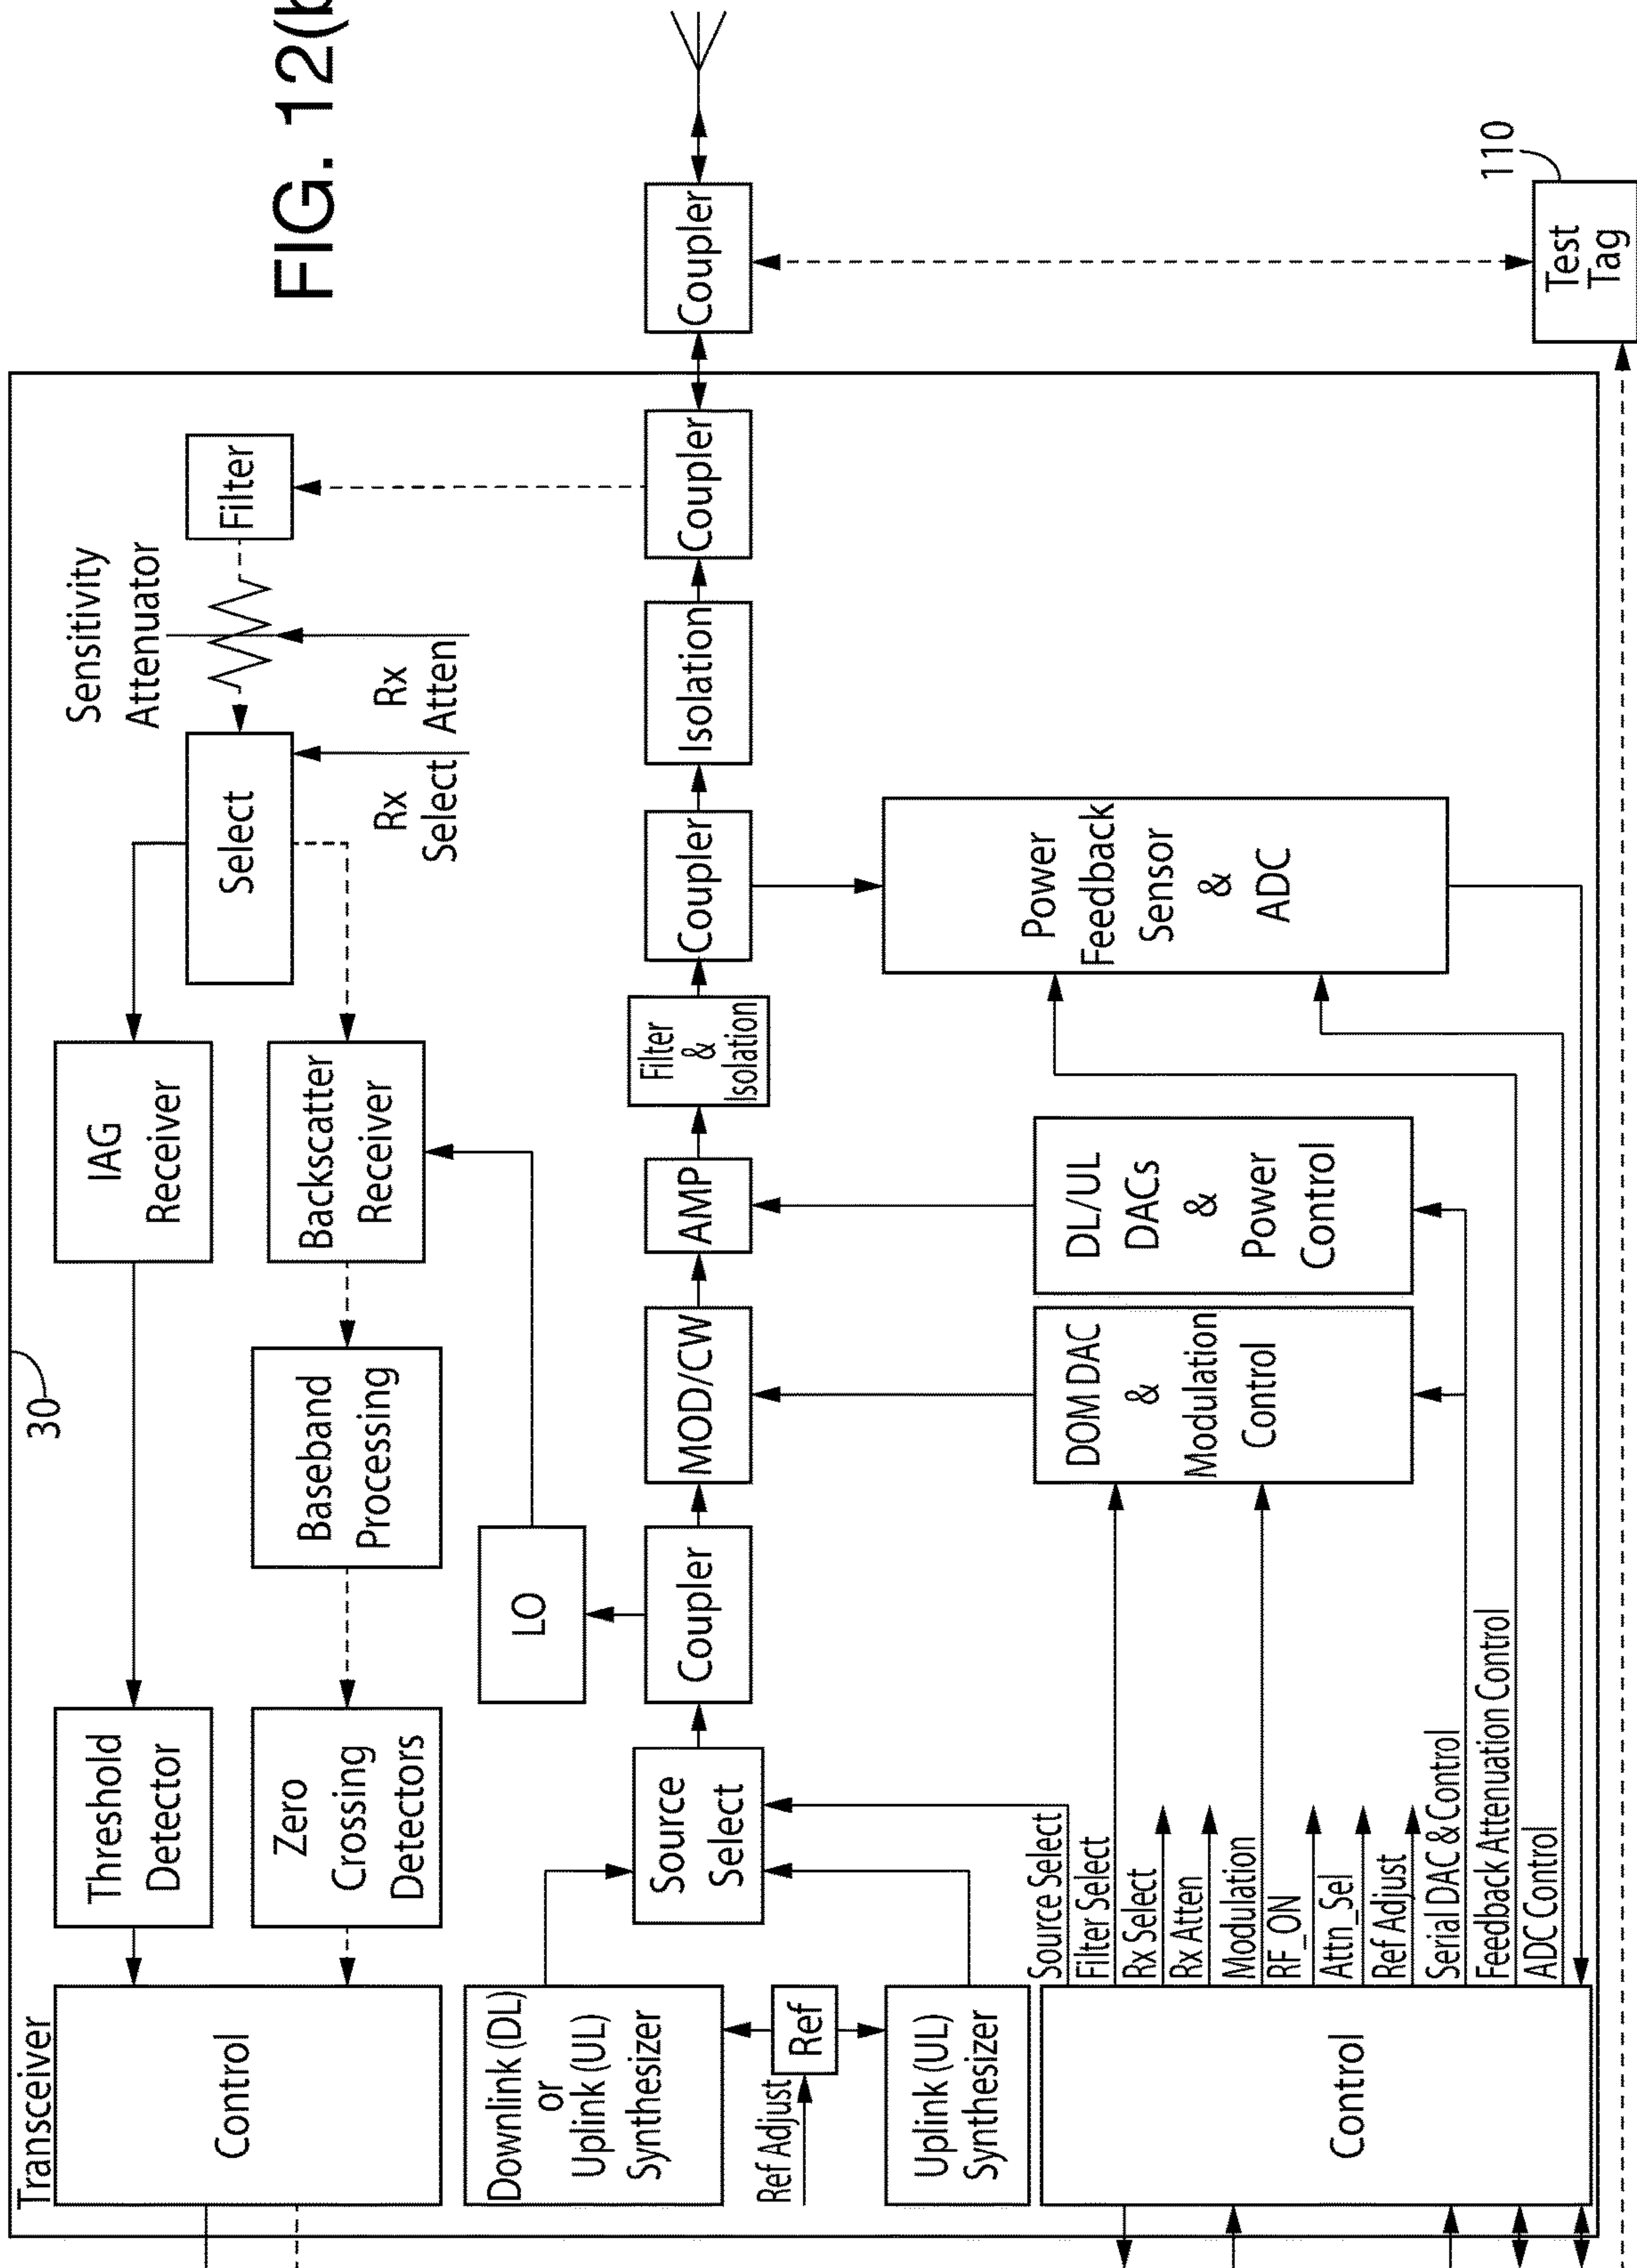 FIG. 12(b
Transceiver
30
Control
Threshold
Detector
Zero
Crossing
Detectors
Baseband
Processing
IAG
Receiver
Backscatter
Receiver
Select
Sensitivity
Attenuator
Filter
Rx
Select
Rx
Atten
LO
Downlink (DL)
or
Uplink (UL)
Synthesizer
Ref Adjust
Ref
Uplink (UL)
Synthesizer
Source
Select
Coupler
MOD/CW
AMP
Filter
&
Isolation
Coupler
Isolation
Coupler
Coupler
Control
Source Select
Filter Select
Rx Select
Rx Atten
Modulation
RF_ON
Attn_Sel
Ref Adjust
Serial DAC & Control
Feedback Attenuation Control
ADC Control
DOM DAC
&
Modulation
Control
DL/UL
DACs
&
Power
Control
Power
Feedback
Sensor
&
ADC
Test
Tag
110